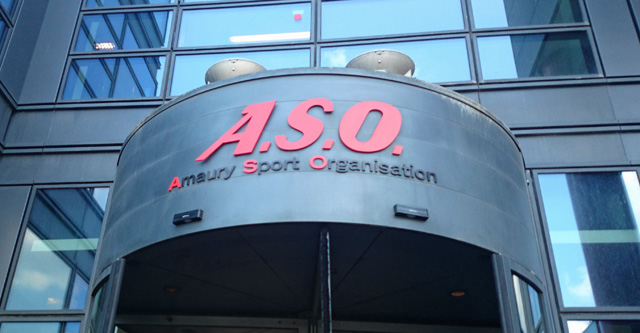 A.S.O.
Amaury Sport Organisation